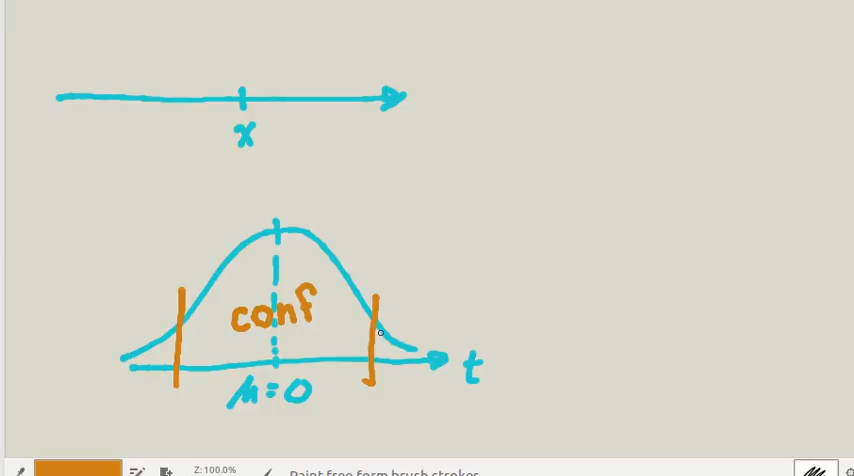 x
conf
t
μ=0
Z: 100.0%
Paint free form brush strokes